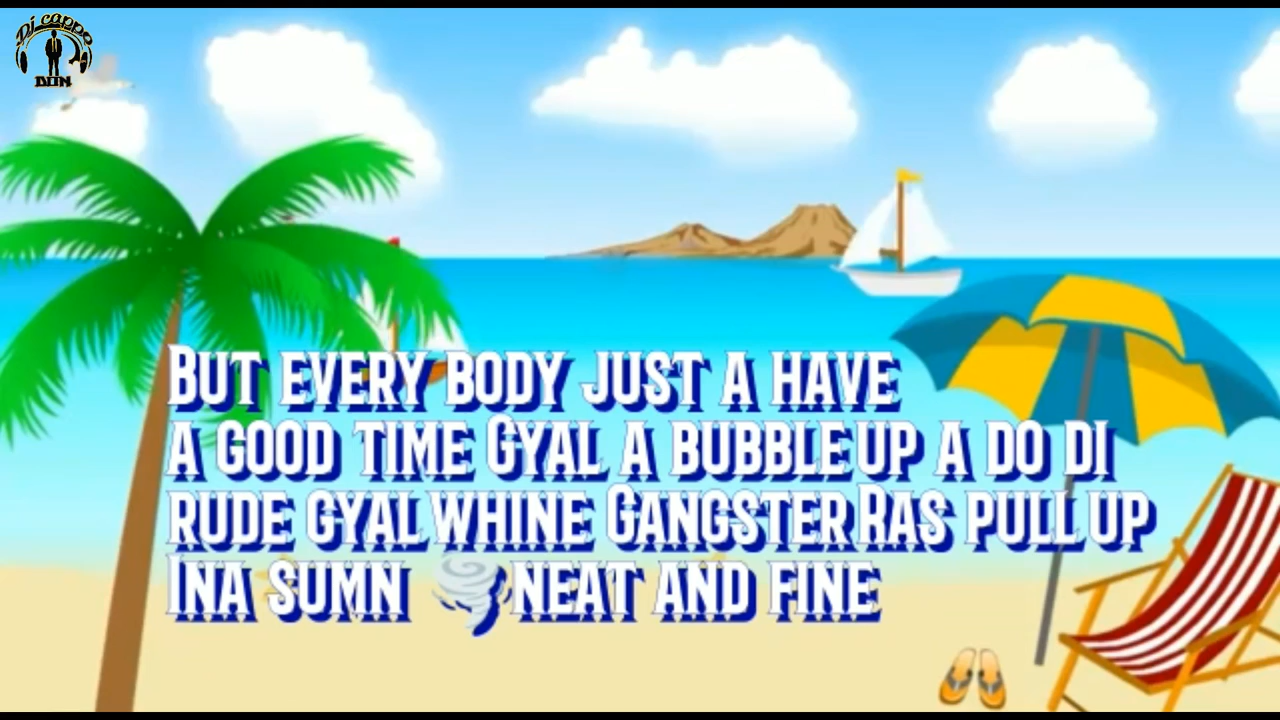 Dj cappo
DON
BUT EVERY BODY JUST A HAVE
A GOOD TIME GYAL A BUBBLE UP A DO DI
RUDE GYAL WHINE GANGSTER RAS PULL UP
INA SUMN 🌪 NEAT AND FINE